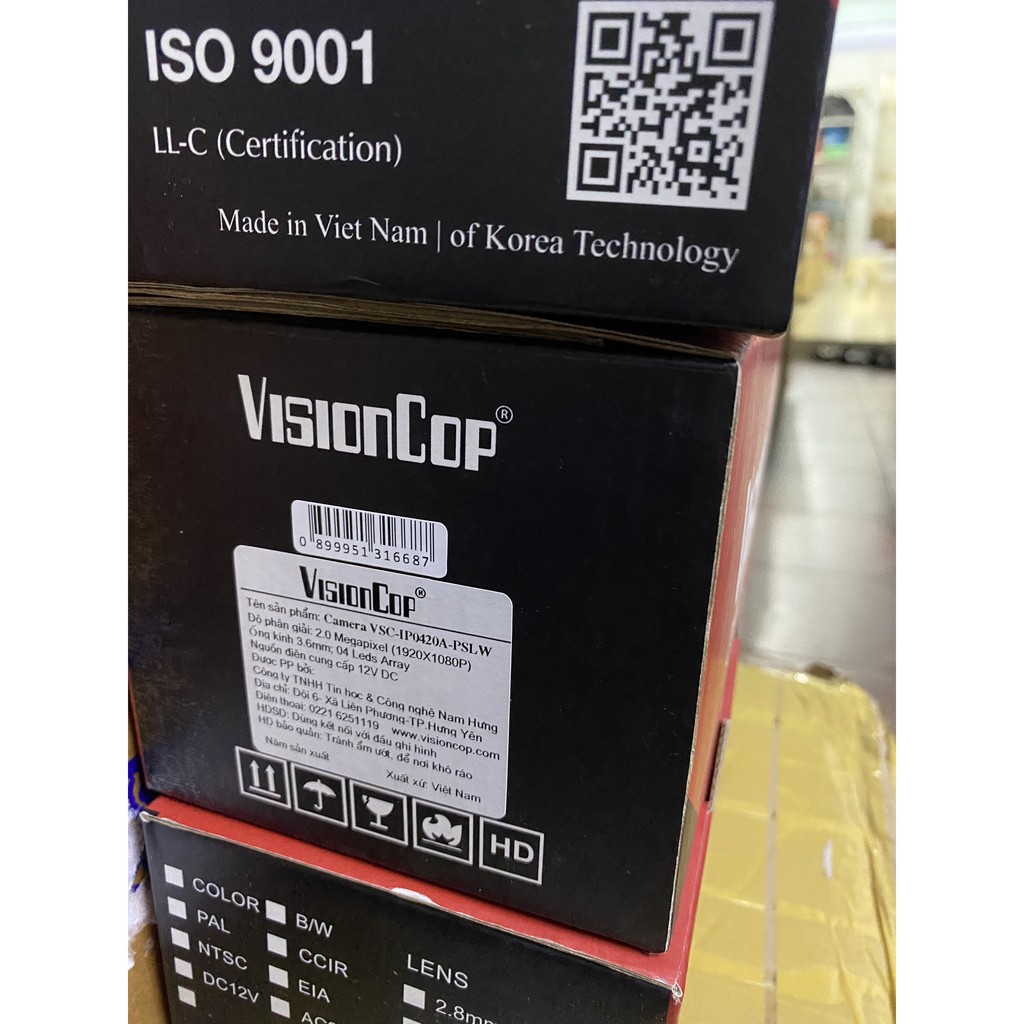 ISO 9001
LL-C (Certification)
Made in Viet Nam | of Korea Technology
VISIONCOP®
0 899951 316687
VISIONCOP®
Tên sản phẩm: Camera VSC-IP0420A-PSLW
Độ phân giải: 2.0 Megapixel (1920X1080P)
Ống kính 3.6mm; 04 Leds Array
Nguồn điện cung cấp 12V DC
Được PP bởi:
Công ty TNHH Tin học & Công nghệ Nam Hưng
Địa chỉ: Đội 6- Xã Liên Phương-TP.Hưng Yên
Điện thoại: 0221 6251119 www.visioncop.com
HDSD: Dùng kết nối với đầu ghi hình
HD bảo quản: Tránh ẩm ướt, để nơi khô ráo
Năm sản xuất
Xuất xứ: Việt Nam
HD
COLOR B/W
PAL CCIR
NTSC EIA
DC12V
LENS
2.8mm